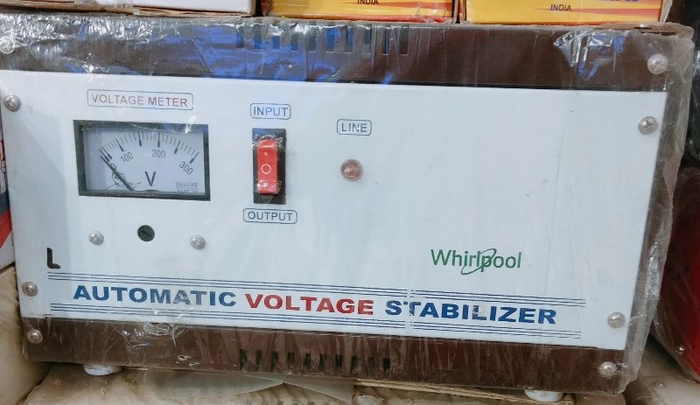 INDIA
INDIA
VOLTAGE METER
INPUT
LINE
100 200 300
V
OUTPUT
Whirlpool
L
AUTOMATIC VOLTAGE STABILIZER